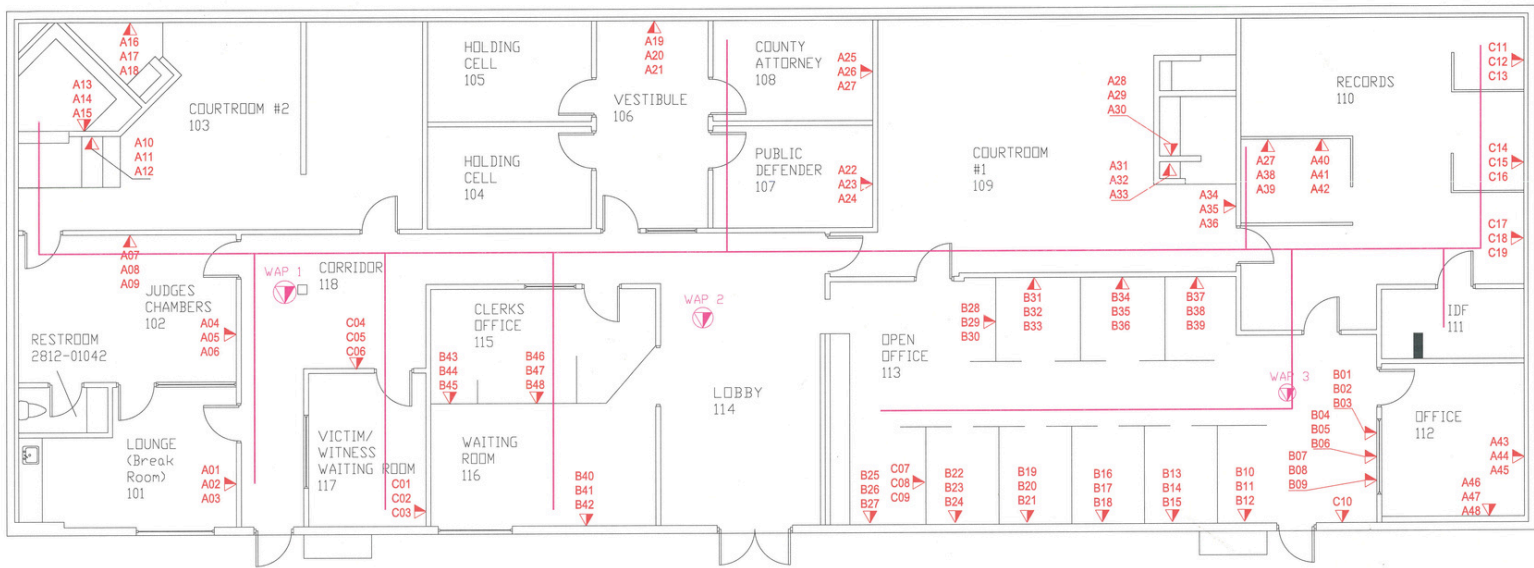 A16
A17
A18
A13
A14
A15
A10
A11
A12
COURTROOM #2
103
HOLDING
CELL
105
HOLDING
CELL
104
A19
A20
A21
VESTIBULE
106
COUNTY
ATTORNEY
108
A25
A26
A27
PUBLIC
DEFENDER
107
A22
A23
A24
COURTROOM
#1
109
A28
A29
A30
A31
A32
A33
A34
A35
A36
RECORDS
110
A27
A38
A39
A40
A41
A42
C11
C12
C13
C14
C15
C16
C17
C18
C19
A07
A08
A09
JUDGES
CHAMBERS
102
A04
A05
A06
RESTROOM
2812-01042
LOUNGE
(Break
Room)
101
A01
A02
A03
WAP 1
CORRIDOR
118
C04
C05
C06
VICTIM/
WITNESS
WAITING ROOM
117
C01
C02
C03
CLERKS
OFFICE
115
B43
B44
B45
B46
B47
B48
WAITING
ROOM
116
B40
B41
B42
WAP 2
LOBBY
114
OPEN
OFFICE
113
B28
B29
B30
B31
B32
B33
B34
B35
B36
B37
B38
B39
WAP 3
B25
B26
B27
C07
C08
C09
B22
B23
B24
B19
B20
B21
B16
B17
B18
B13
B14
B15
B10
B11
B12
B01
B02
B03
B04
B05
B06
B07
B08
B09
C10
IDF
111
OFFICE
112
A43
A44
A45
A46
A47
A48